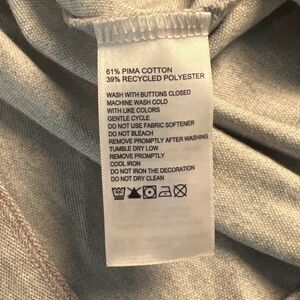 61% PIMA COTTON
39% RECYCLED POLYESTER
WASH WITH BUTTONS CLOSED
MACHINE WASH COLD
WITH LIKE COLORS
GENTLE CYCLE
DO NOT USE FABRIC SOFTENER
DO NOT BLEACH
REMOVE PROMPTLY AFTER WASHING
TUMBLE DRY LOW
REMOVE PROMPTLY
COOL IRON
DO NOT IRON THE DECORATION
DO NOT DRY CLEAN